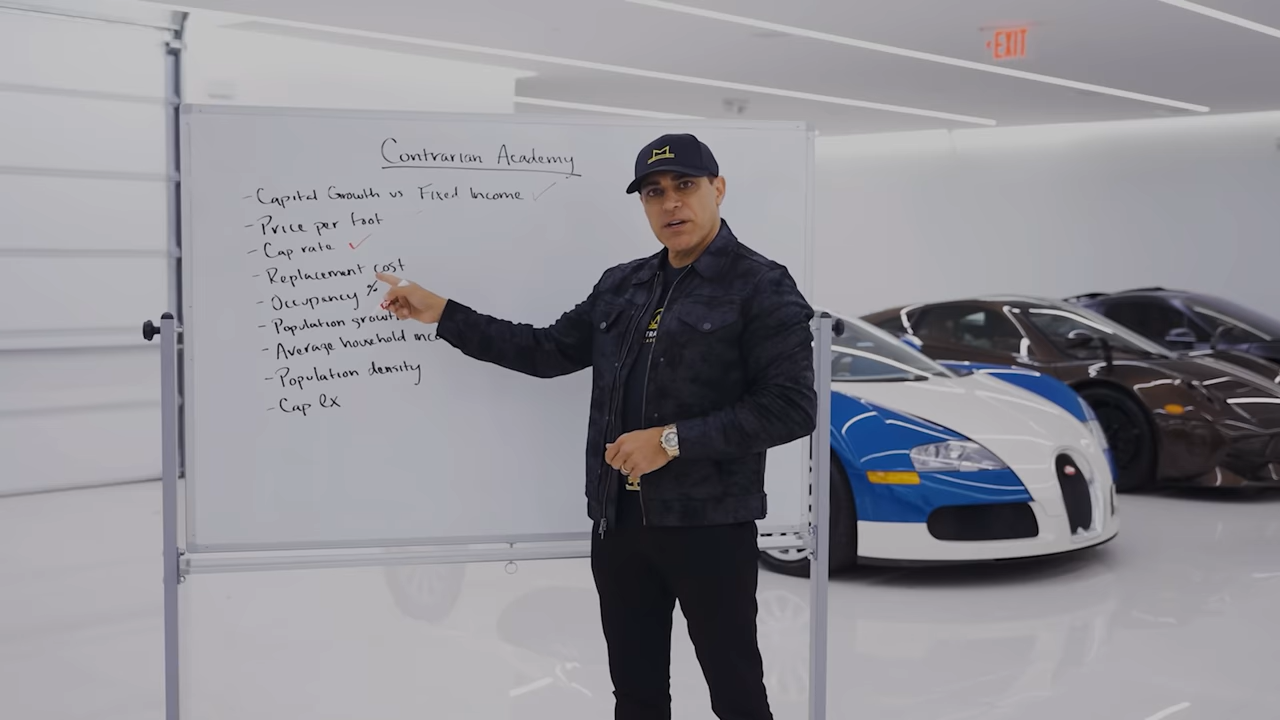 EXIT
Contrarian Academy
- Capital Growth vs Fixed Income ✓
- Price per foot
- Cap rate ✓
- Replacement cost
- Occupancy %
- Population growth
- Average household inco
- Population density
- Cap Ex
M